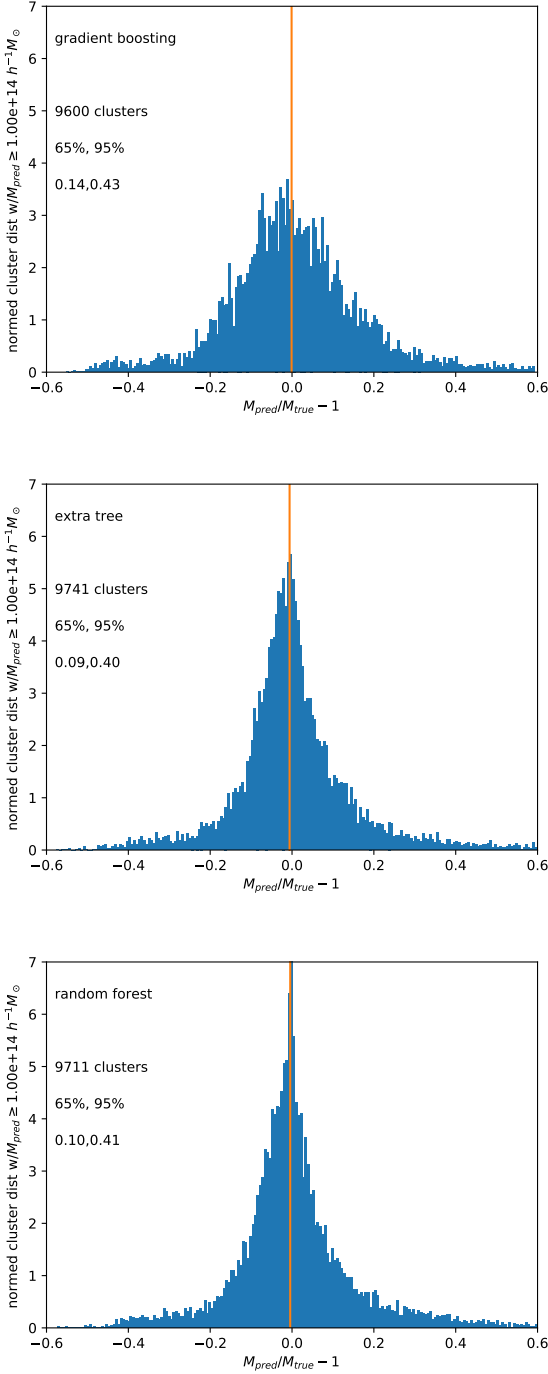 7
6
5
4
3
2
1
0
normed cluster dist w/M_pred ≥ 1.00e+14 h⁻¹M_⊙
gradient boosting
9600 clusters
65%, 95%
0.14,0.43
−0.6 −0.4 −0.2 0.0 0.2 0.4 0.6
M_pred/M_true − 1
7
6
5
4
3
2
1
0
normed cluster dist w/M_pred ≥ 1.00e+14 h⁻¹M_⊙
extra tree
9741 clusters
65%, 95%
0.09,0.40
−0.6 −0.4 −0.2 0.0 0.2 0.4 0.6
M_pred/M_true − 1
7
6
5
4
3
2
1
0
normed cluster dist w/M_pred ≥ 1.00e+14 h⁻¹M_⊙
random forest
9711 clusters
65%, 95%
0.10,0.41
−0.6 −0.4 −0.2 0.0 0.2 0.4 0.6
M_pred/M_true − 1